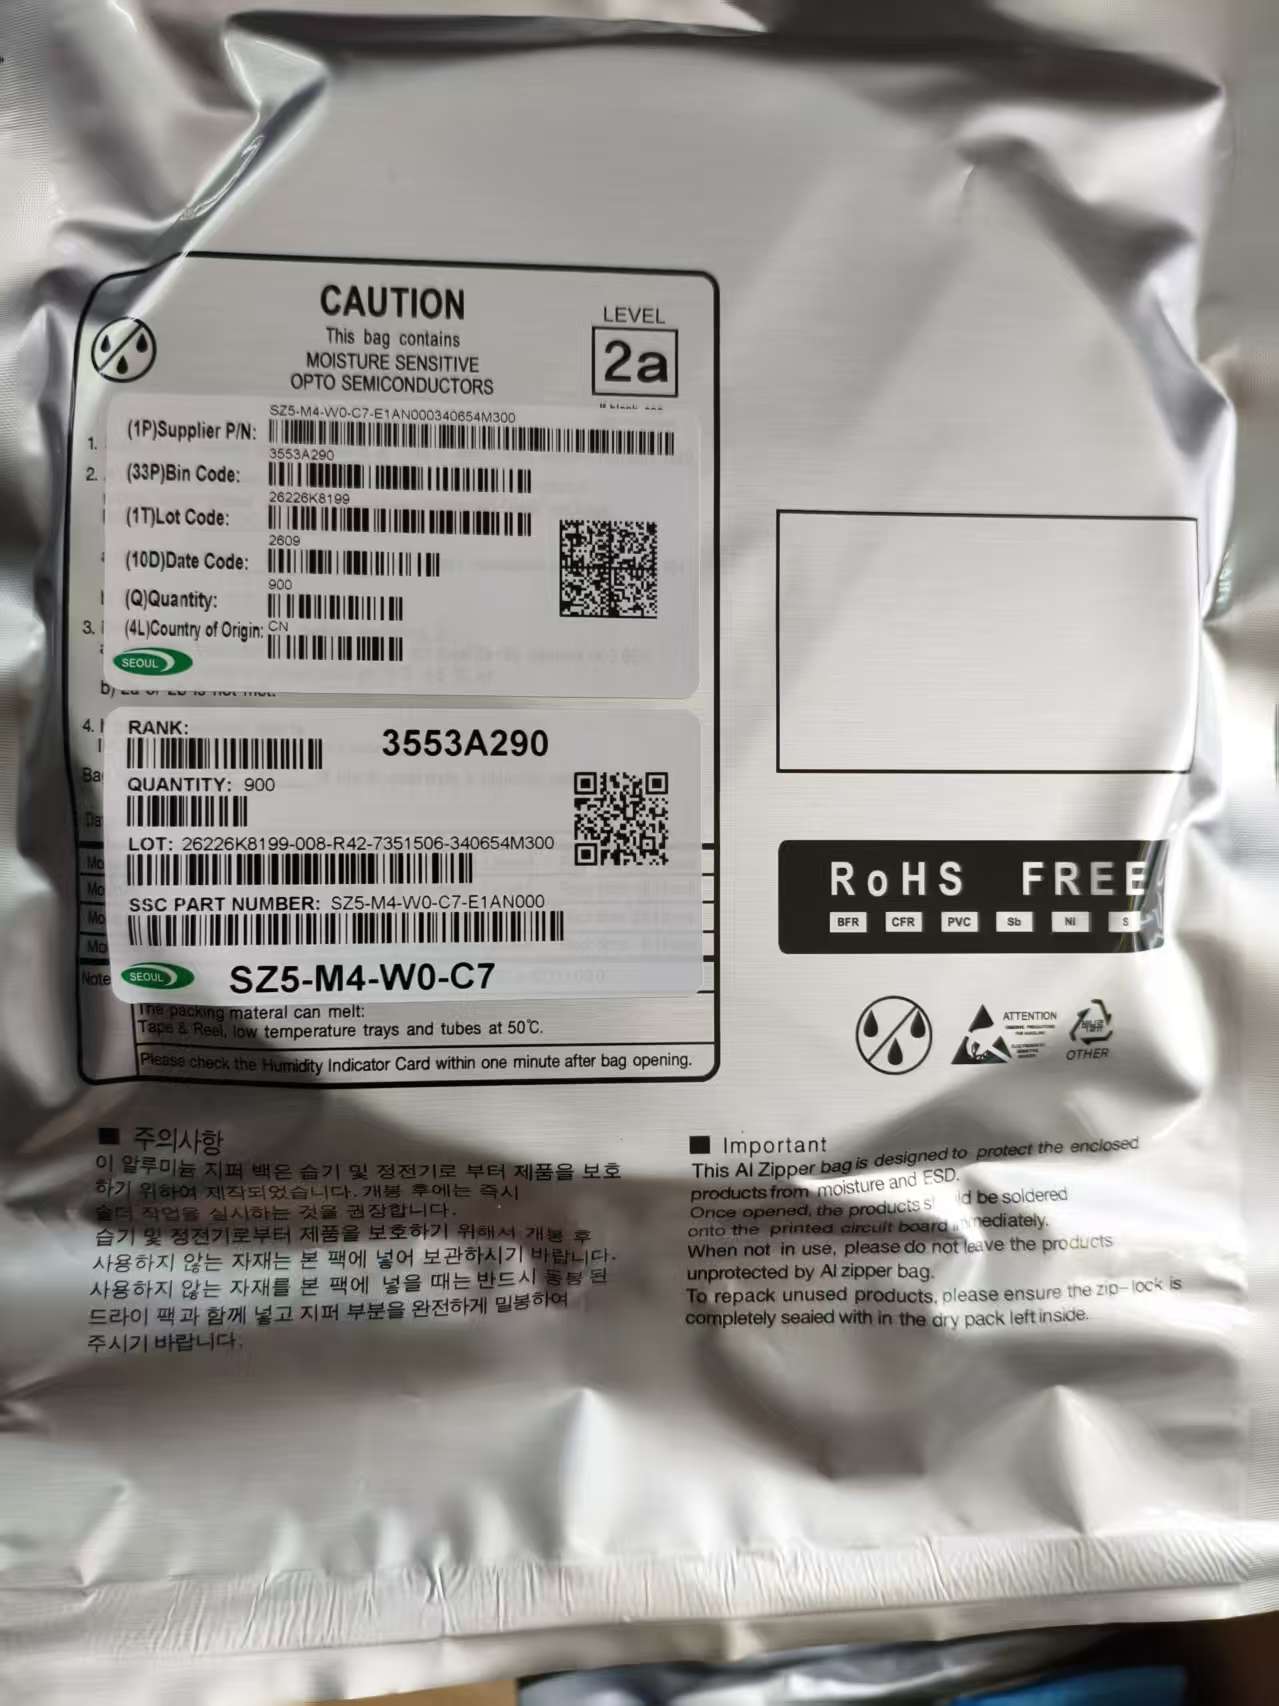 CAUTION
This bag contains
MOISTURE SENSITIVE
OPTO SEMICONDUCTORS
LEVEL
2a
SZ5-M4-W0-C7-E1AN000340654M300
1.
(1P)Supplier P/N:
3553A290
2.
(33P)Bin Code:
26226K8199
(1T)Lot Code:
2609
(10D)Date Code:
900
(Q)Quantity:
3.
(4L)Country of Origin:
CN
SEOUL
4.
RANK:
3553A290
QUANTITY: 900
LOT: 26226K8199-008-R42-7351506-340654M300
SSC PART NUMBER: SZ5-M4-W0-C7-E1AN000
SEOUL
SZ5-M4-W0-C7
Note
The packing materal can melt:
Tape & Reel, low temperature trays and tubes at 50℃.
Please check the Humidity Indicator Card within one minute after bag opening.
RoHS FREE
BFR CFR PVC Sb Ni
ATTENTION
OTHER
■ 주의사항
이 알루미늄 지퍼 백은 습기 및 정전기로 부터 제품을 보호
하기 위하여 제작되었습니다. 개봉 후에는 즉시
솔더 작업을 실시하는 것을 권장합니다.
습기 및 정전기로부터 제품을 보호하기 위해서 개봉 후
사용하지 않는 자재는 본 팩에 넣어 보관하시기 바랍니다.
사용하지 않는 자재를 본 팩에 넣을 때는 반드시 동봉 된
드라이 팩과 함께 넣고 지퍼 부분을 완전하게 밀봉하여
주시기 바랍니다.
■ Important
This Al Zipper bag is designed to protect the enclosed
products from moisture and ESD.
Once opened, the products be soldered
onto the printed circuit board
When not in use, please do not leave the products
unprotected by Al zipper bag.
To repack unused products, please ensure the zip-lock is
completely sealed with in the dry pack left inside.